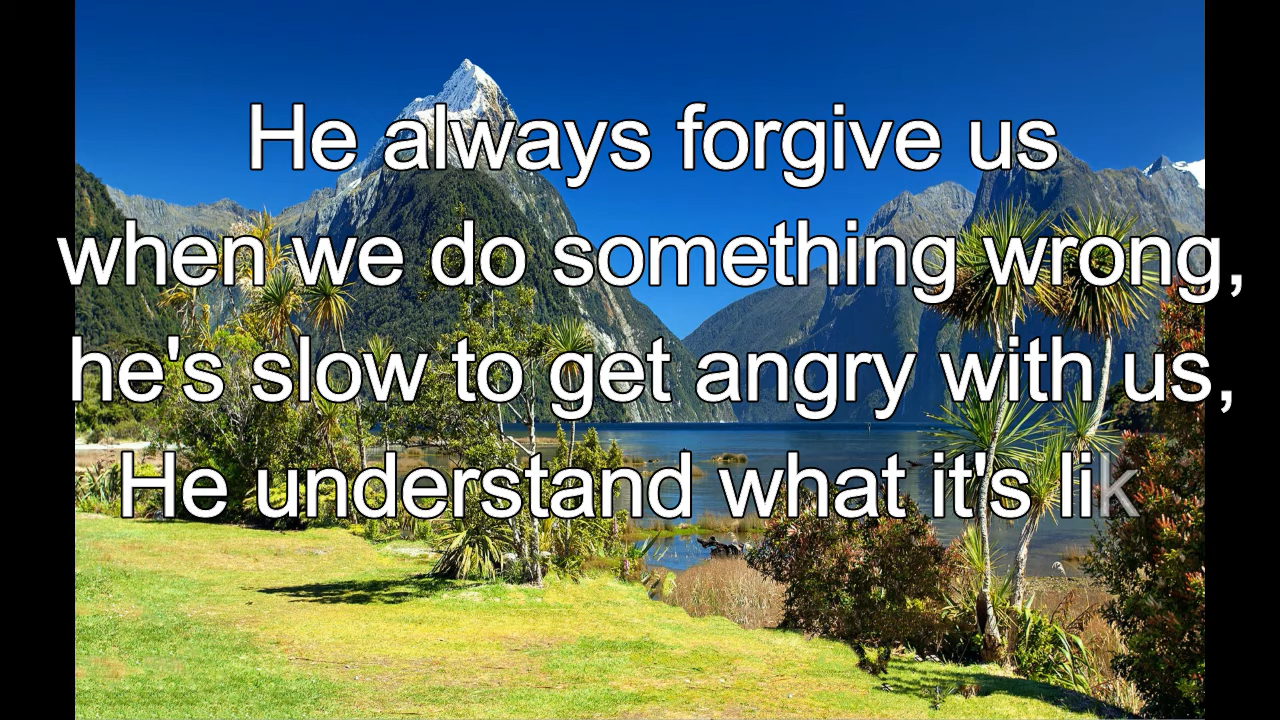 He always forgive us
when we do something wrong,
he's slow to get angry with us,
He understand what it's lik